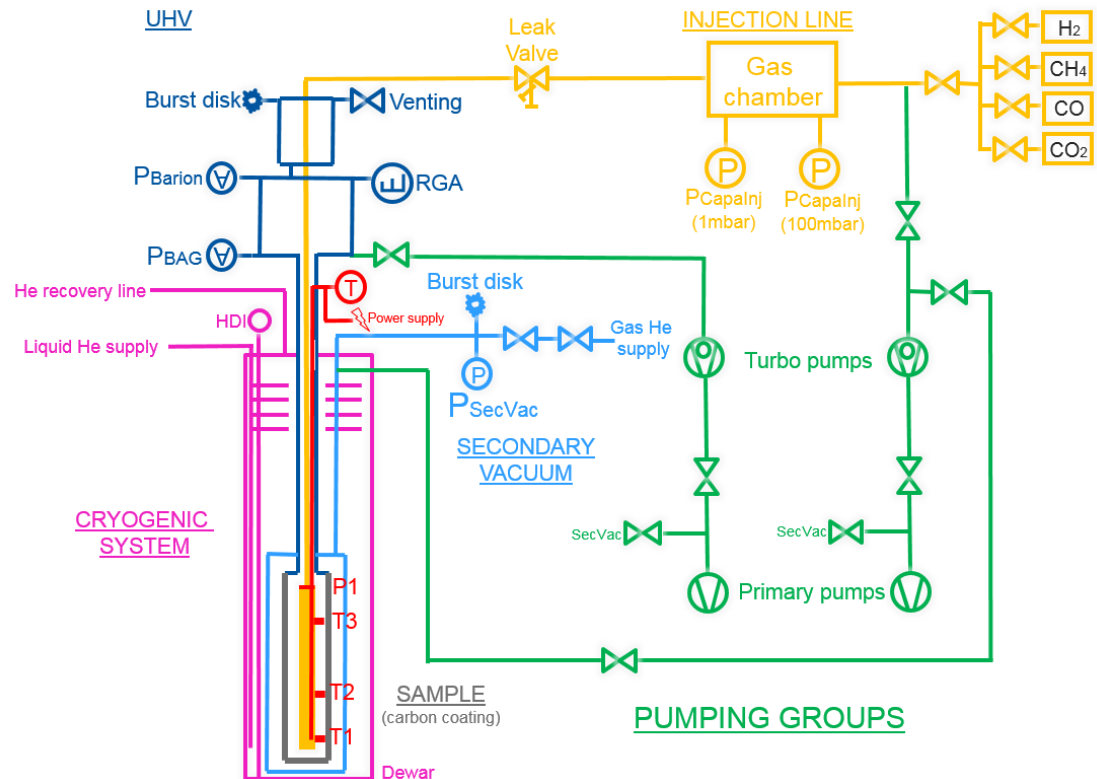 UHV
INJECTION LINE
Leak
Valve
Gas
chamber
H2
CH4
CO
CO2
Burst disk
Venting
PBarion
A
E
RGA
P
P
PCapaInj
(1mbar)
PCapaInj
(100mbar)
PBAG
A
He recovery line
T
Burst disk
HDI
Power supply
Gas He
supply
Liquid He supply
P
PSecVac
Turbo pumps
SECONDARY
VACUUM
CRYOGENIC
SYSTEM
SecVac
SecVac
P1
Primary pumps
T3
T2
SAMPLE
(carbon coating)
T1
PUMPING GROUPS
Dewar